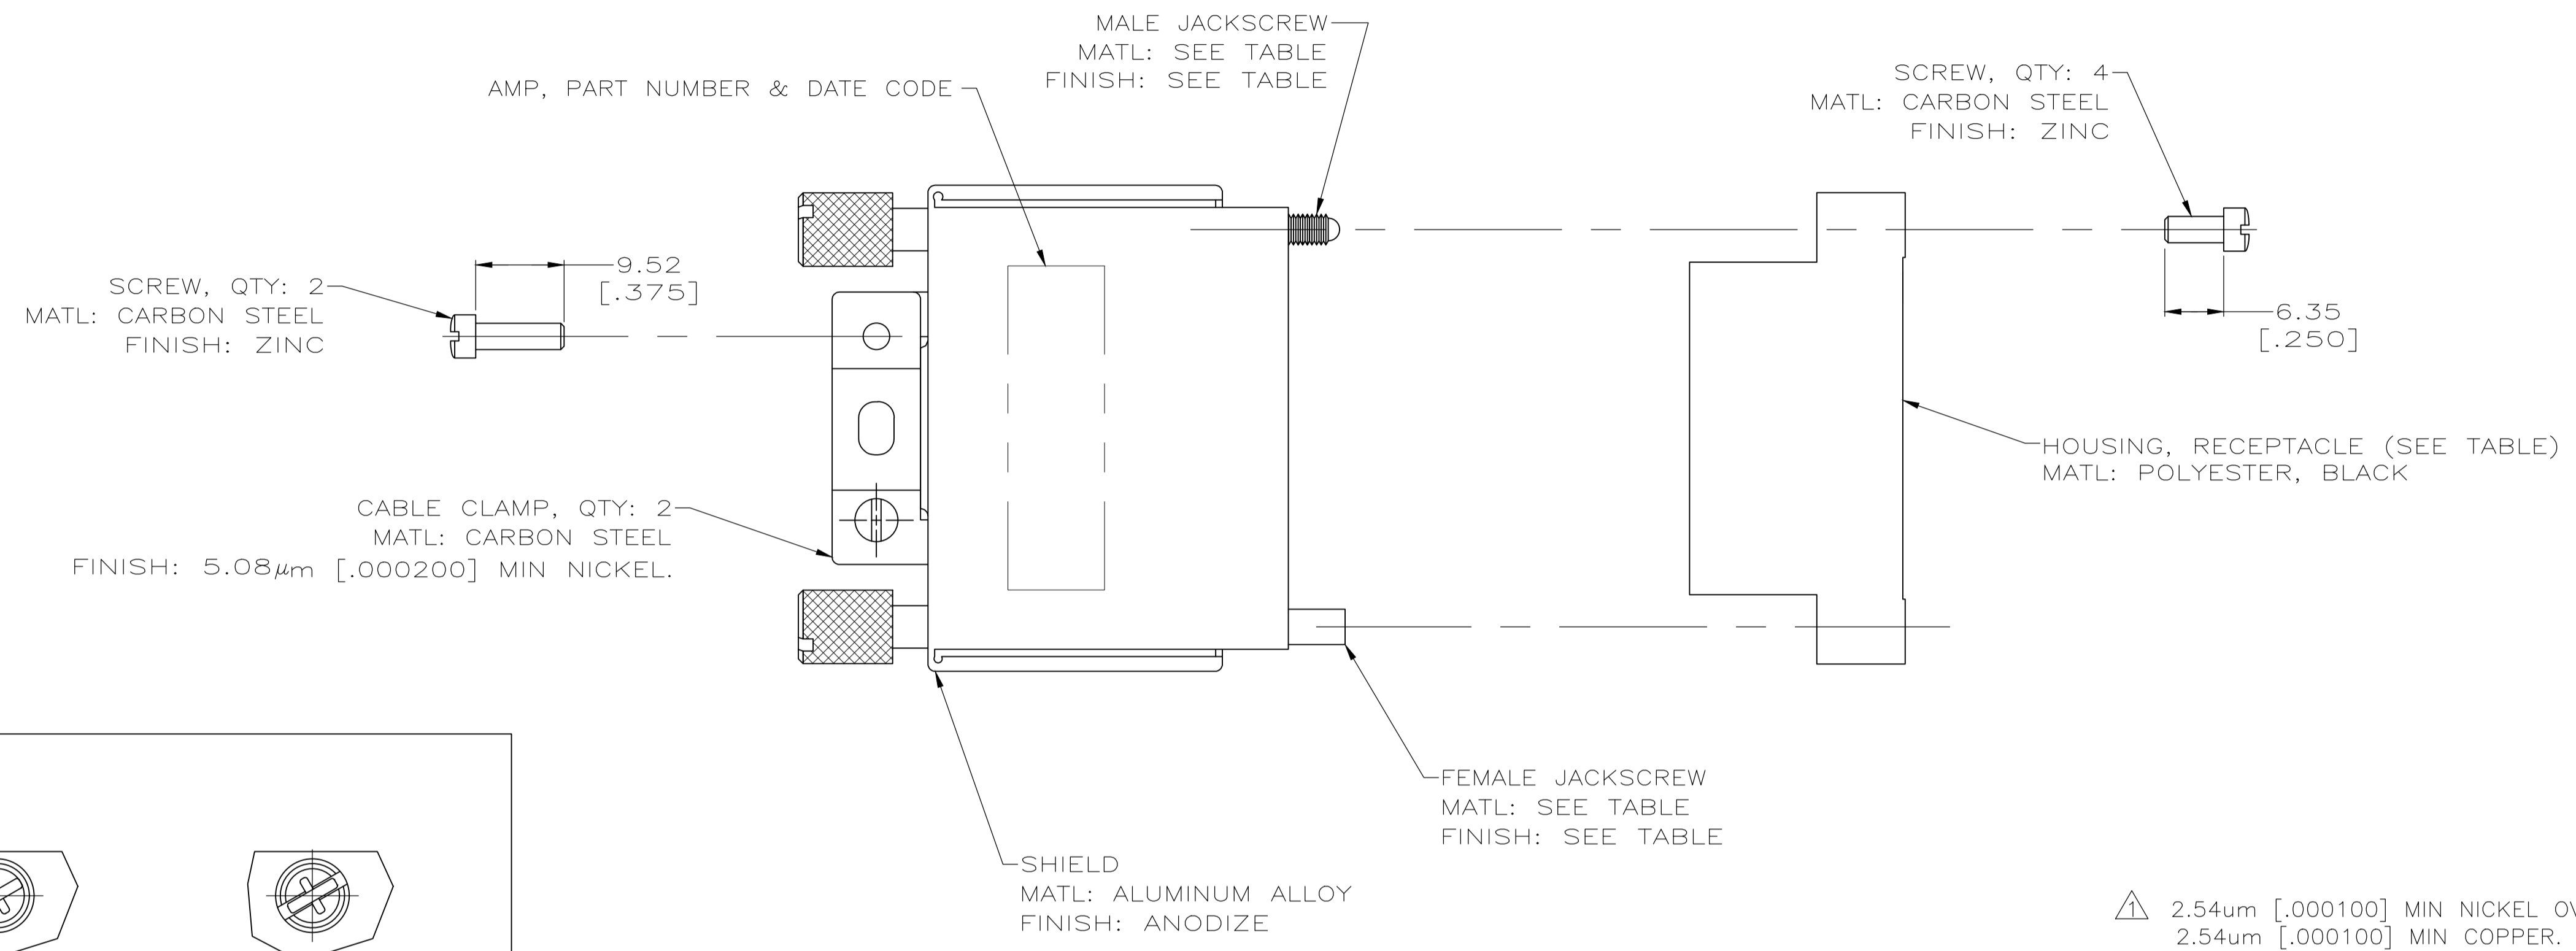 MALE JACKSCREW
MATL: SEE TABLE
FINISH: SEE TABLE
AMP, PART NUMBER & DATE CODE
SCREW, QTY: 4
MATL: CARBON STEEL
FINISH: ZINC
9.52
[.375]
SCREW, QTY: 2
MATL: CARBON STEEL
FINISH: ZINC
6.35
[.250]
HOUSING, RECEPTACLE (SEE TABLE)
MATL: POLYESTER, BLACK
CABLE CLAMP, QTY: 2
MATL: CARBON STEEL
FINISH: 5.08μm [.000200] MIN NICKEL.
FEMALE JACKSCREW
MATL: SEE TABLE
FINISH: SEE TABLE
SHIELD
MATL: ALUMINUM ALLOY
FINISH: ANODIZE
1 2.54um [.000100] MIN NICKEL
2.54um [.000100] MIN COPPER.